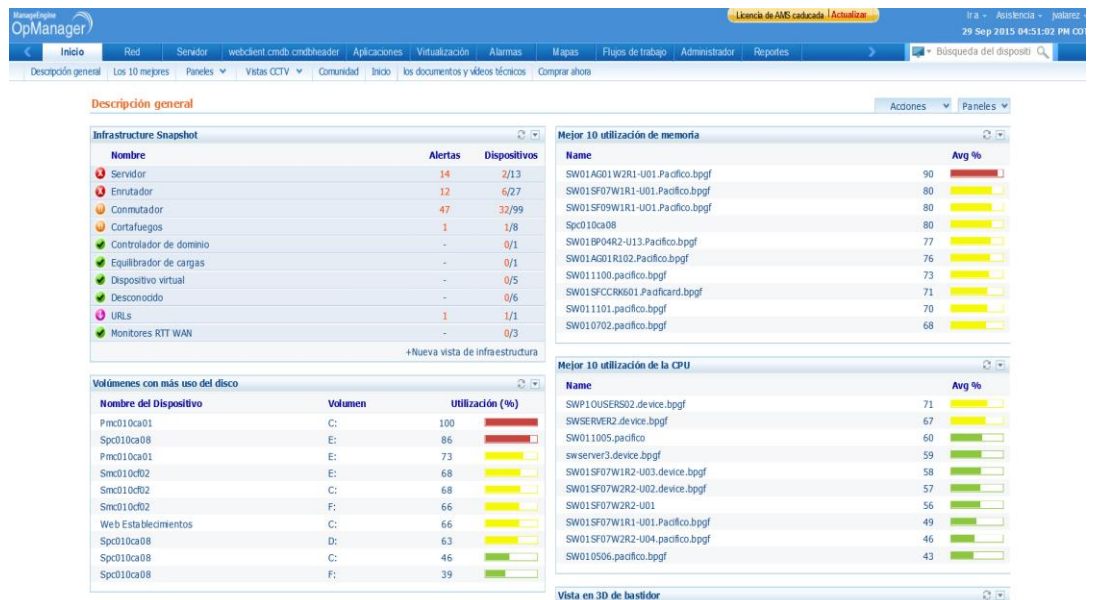 ManageEngine
OpManager
Licencia de AMS caducada Actualizar
Ir a Asistencia jvalarez
29 Sep 2015 04:51:02 PM COT
Inicio Red Servidor webclient.cmdb.cmdbheader Aplicaciones Virtualización Alarmas Mapas Flujos de trabajo Administrador Reportes Búsqueda del dispositi
Descripción general Los 10 mejores Paneles Vistas CCTV Comunidad Inicio los documentos y vídeos técnicos Comprar ahora
Descripción general
Acciones Paneles
Infrastructure Snapshot
Nombre Alertas Dispositivos
Servidor 14 2/13
Enrutador 12 6/27
Conmutador 47 32/99
Cortafuegos 1 1/8
Controlador de dominio - 0/1
Equilibrador de cargas - 0/1
Dispositivo virtual - 0/5
Desconocido - 0/6
URLs 1 1/1
Monitores RTT WAN - 0/3
+Nueva vista de infraestructura
Volúmenes con más uso del disco
Nombre del Dispositivo Volumen Utilización (%)
Pmc010ca01 C: 100
Spc010ca08 E: 86
Pmc010ca01 E: 73
Smc010cf02 E: 68
Smc010cf02 C: 68
Smc010cf02 F: 66
Web Establecimientos C: 66
Spc010ca08 D: 63
Spc010ca08 C: 46
Spc010ca08 F: 39
Mejor 10 utilización de memoria
Name Avg %
SW01AG01W2R1-U01.Pacifico.bpgf 90
SW01SF07W1R1-U01.Pacifico.bpgf 80
SW01SF09W1R1-UO1.Pacifico.bpgf 80
Spc010ca08 80
SW01BP04R2-U13.Pacifico.bpgf 77
SW01AG01R102.Pacifico.bpgf 76
SW011100.pacifico.bpgf 73
SW01SFCCRK601.Pacificard.bpgf 71
SW011101.pacifico.bpgf 70
SW010702.pacifico.bpgf 68
Mejor 10 utilización de la CPU
Name Avg %
SWP1OUSERS02.device.bpgf 71
SWSERVER2.device.bpgf 67
SW011005.pacifico 60
swserver3.device.bpgf 59
SW01SF07W1R2-U03.device.bpgf 58
SW01SF07W2R2-U02.device.bpgf 57
SW01SF07W2R2-U01 56
SW01SF07W1R1-U01.Pacifico.bpgf 49
SW01SF07W2R2-U04.pacifico.bpgf 46
SW010506.pacifico.bpgf 43
Vista en 3D de bastidor